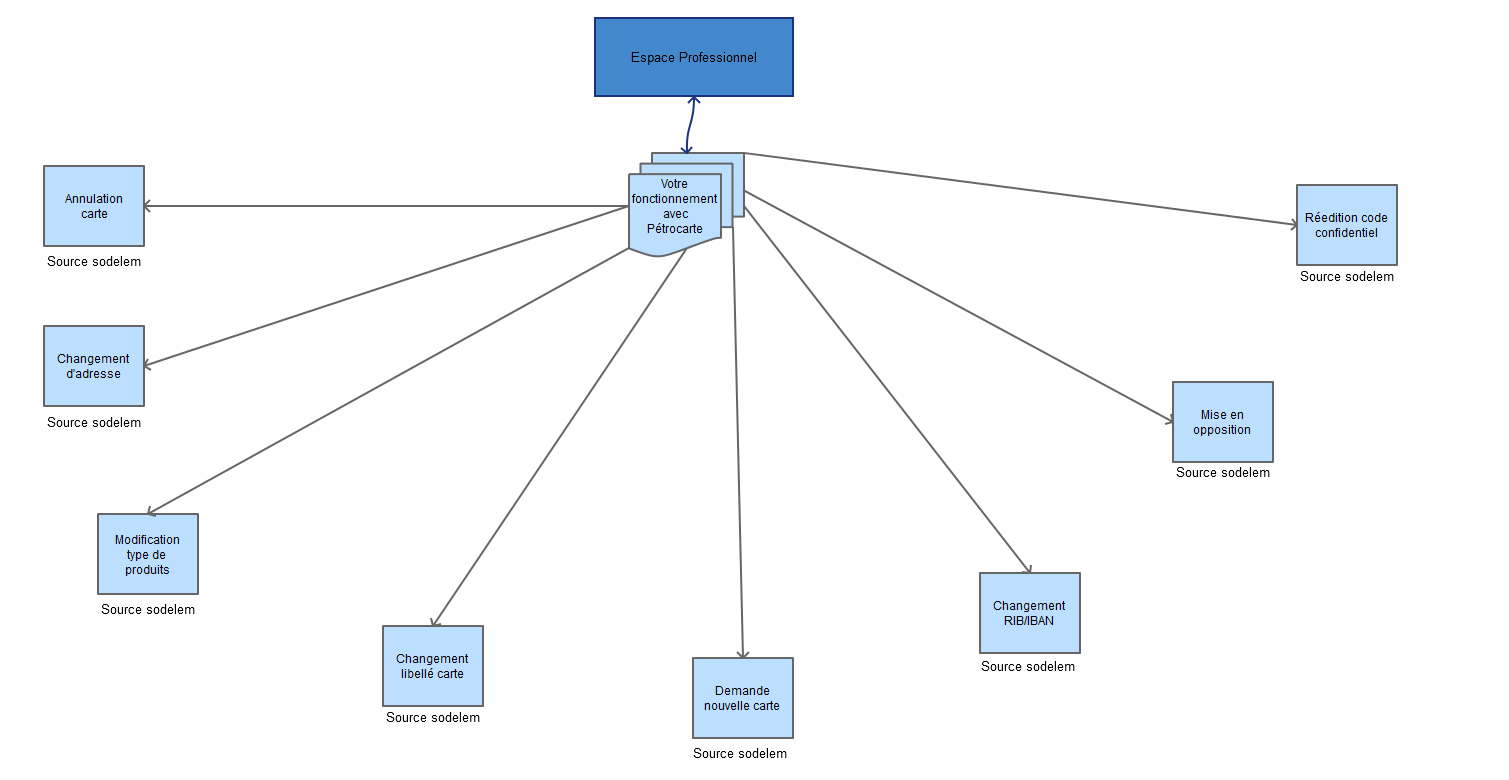 Espace Professionnel
Votre
fonctionnement
avec
Pétrocarte
Annulation
carte
Source sodelem
Réedition code
confidentiel
Source sodelem
Changement
d'adresse
Source sodelem
Mise en
opposition
Source sodelem
Modification
type de
produits
Source sodelem
Changement
RIB/IBAN
Source sodelem
Changement
libellé carte
Source sodelem
Demande
nouvelle carte
Source sodelem